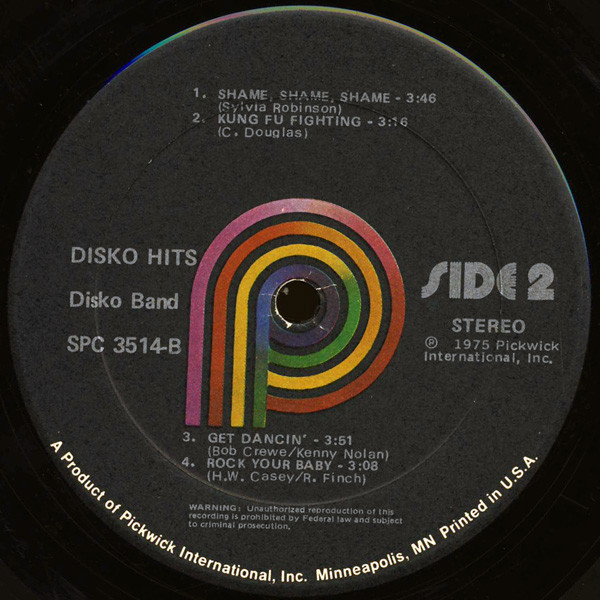 1. SHAME, SHAME, SHAME - 3:46
(Sylvia Robinson)
2. KUNG FU FIGHTING - 3:16
(C. Douglas)
DISKO HITS
Disko Band
SPC 3514-B
SIDE 2
STEREO
℗ 1975 Pickwick
International, Inc.
3. GET DANCIN' - 3:51
(Bob Crewe/Kenny Nolan)
4. ROCK YOUR BABY - 3:08
(H.W. Casey/R. Finch)
WARNING: Unauthorized reproduction of this
recording is prohibited by Federal law and subject
to criminal prosecution.
A Product of Pickwick International, Inc. Minneapolis, MN Printed in U.S.A.